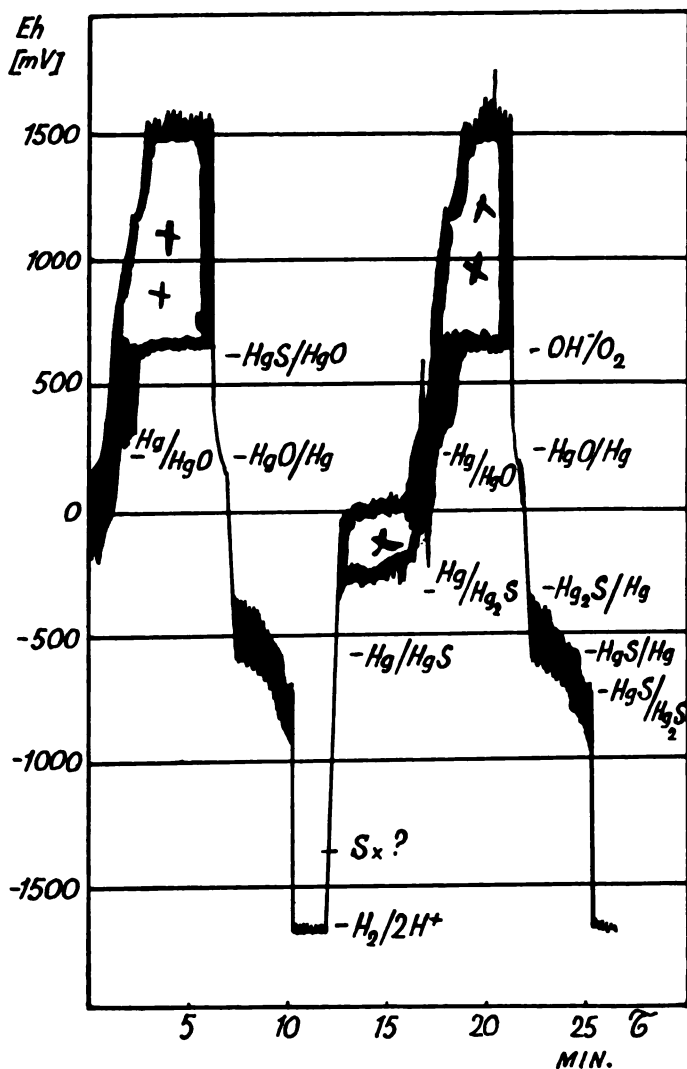 Eh
[mV]
1500
1000
500
0
-500
-1000
-1500
-HgS/HgO
-OH⁻/O₂
-Hg/HgO
-HgO/Hg
-Hg/HgO
-HgO/Hg
-Hg/Hg₂S
-Hg₂S/Hg
-Hg/HgS
-HgS/Hg
-HgS/Hg₂S
- Sx ?
-H₂/2H+
5 10 15 20 25 τ
MIN.